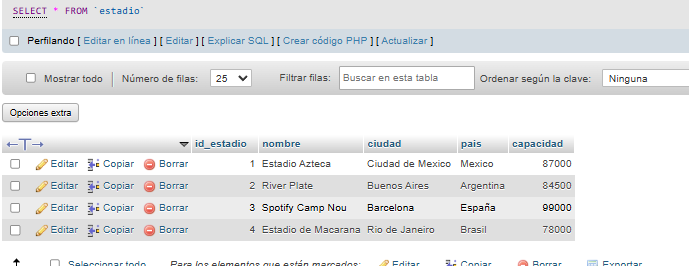 SELECT * FROM `estadio`
Perfilando [ Editar en línea ] [ Editar ] [ Explicar SQL ] [ Crear código PHP ] [ Actualizar ]
Mostrar todo Número de filas: 25 Filtrar filas: Buscar en esta tabla Ordenar según la clave: Ninguna
Opciones extra
←T→ id_estadio nombre ciudad pais capacidad
Editar Copiar Borrar 1 Estadio Azteca Ciudad de Mexico Mexico 87000
Editar Copiar Borrar 2 River Plate Buenos Aires Argentina 84500
Editar Copiar Borrar 3 Spotify Camp Nou Barcelona España 99000
Editar Copiar Borrar 4 Estadio de Macarana Rio de Janeiro Brasil 78000
Seleccionar todo Para los elementos que están marcados: Editar Copiar Borrar Exportar